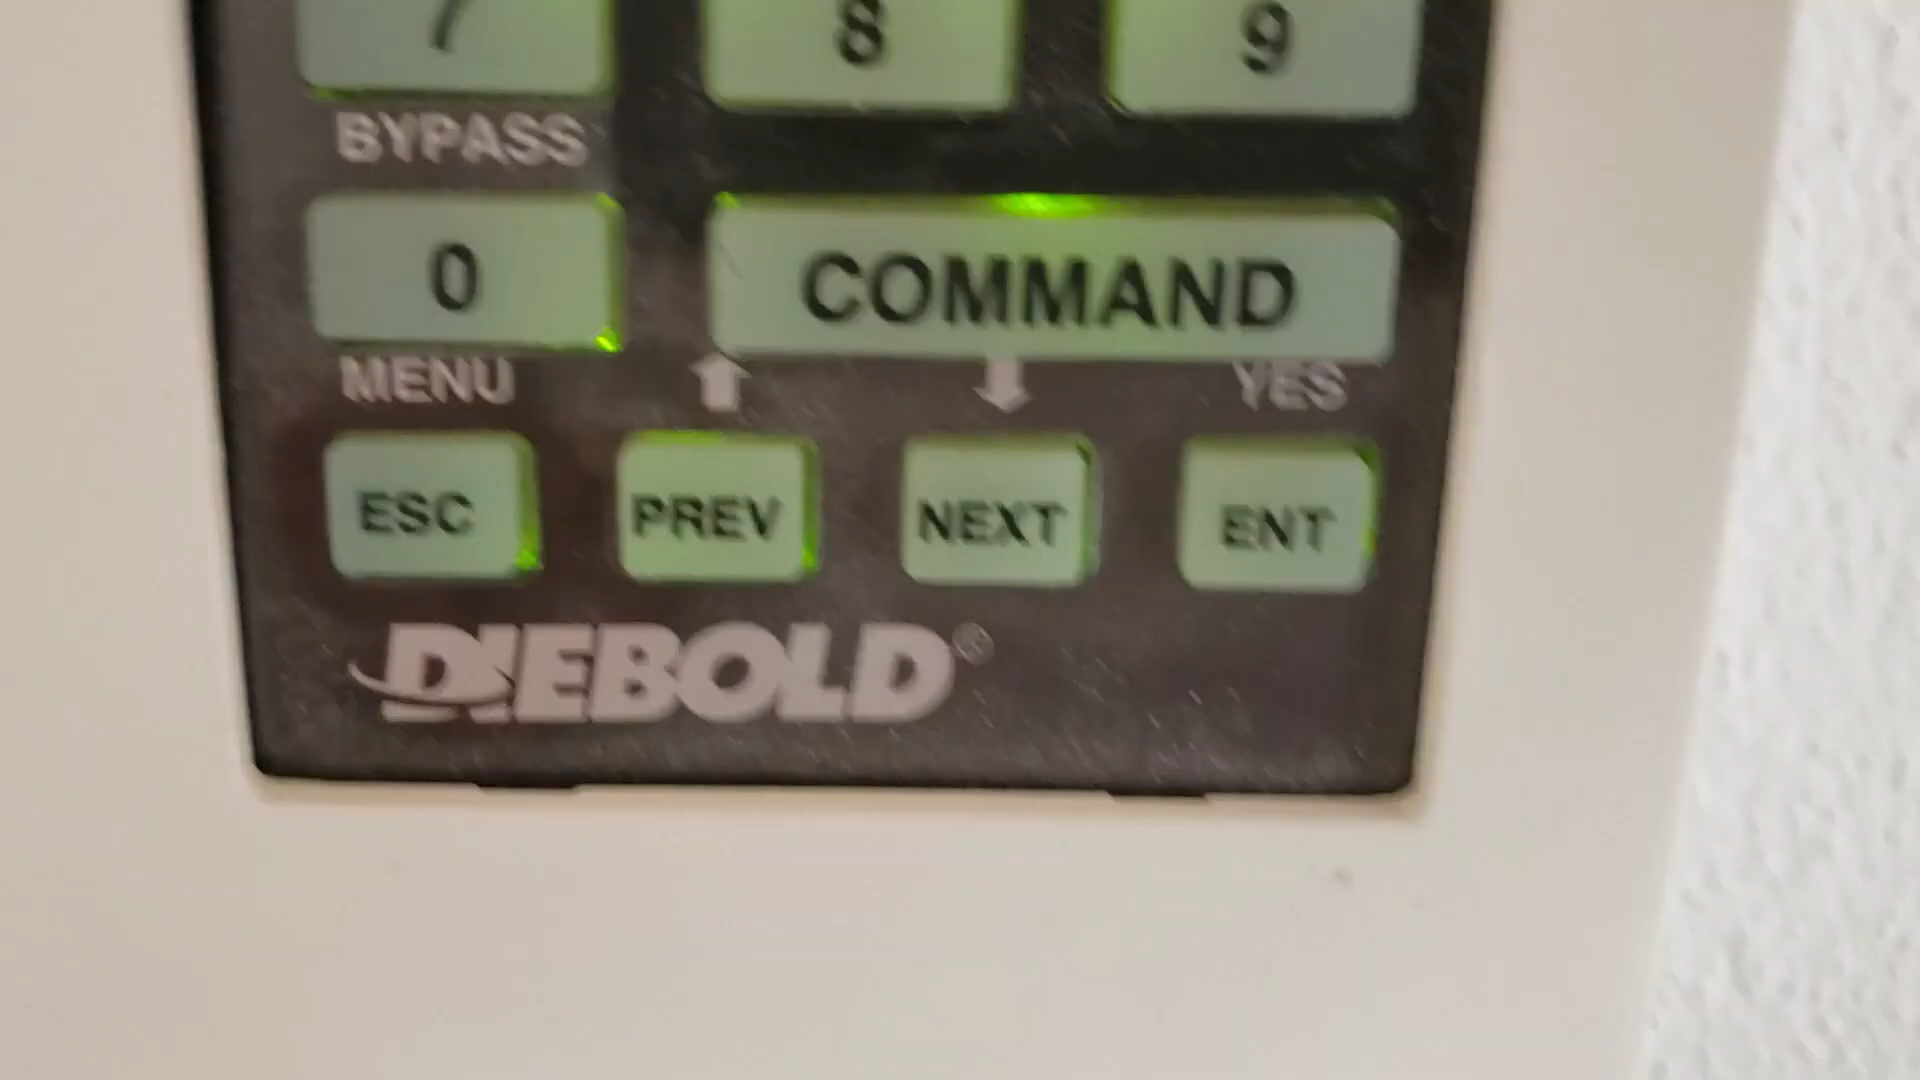 7 8 9
BYPASS
0 COMMAND
MENU YES
ESC PREV NEXT ENT
DIEBOLD®